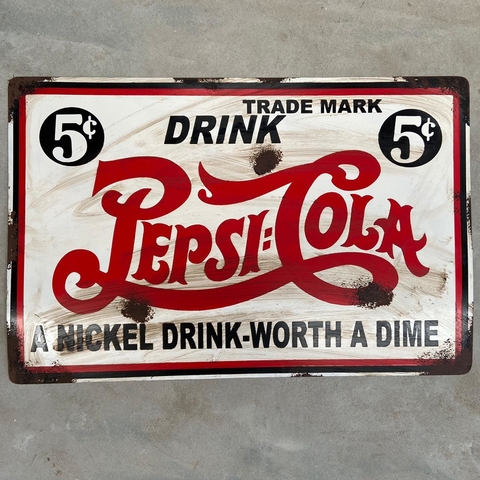 TRADE MARK
5¢ DRINK 5¢
PEPSI:COLA
A NICKEL DRINK-WORTH A DIME